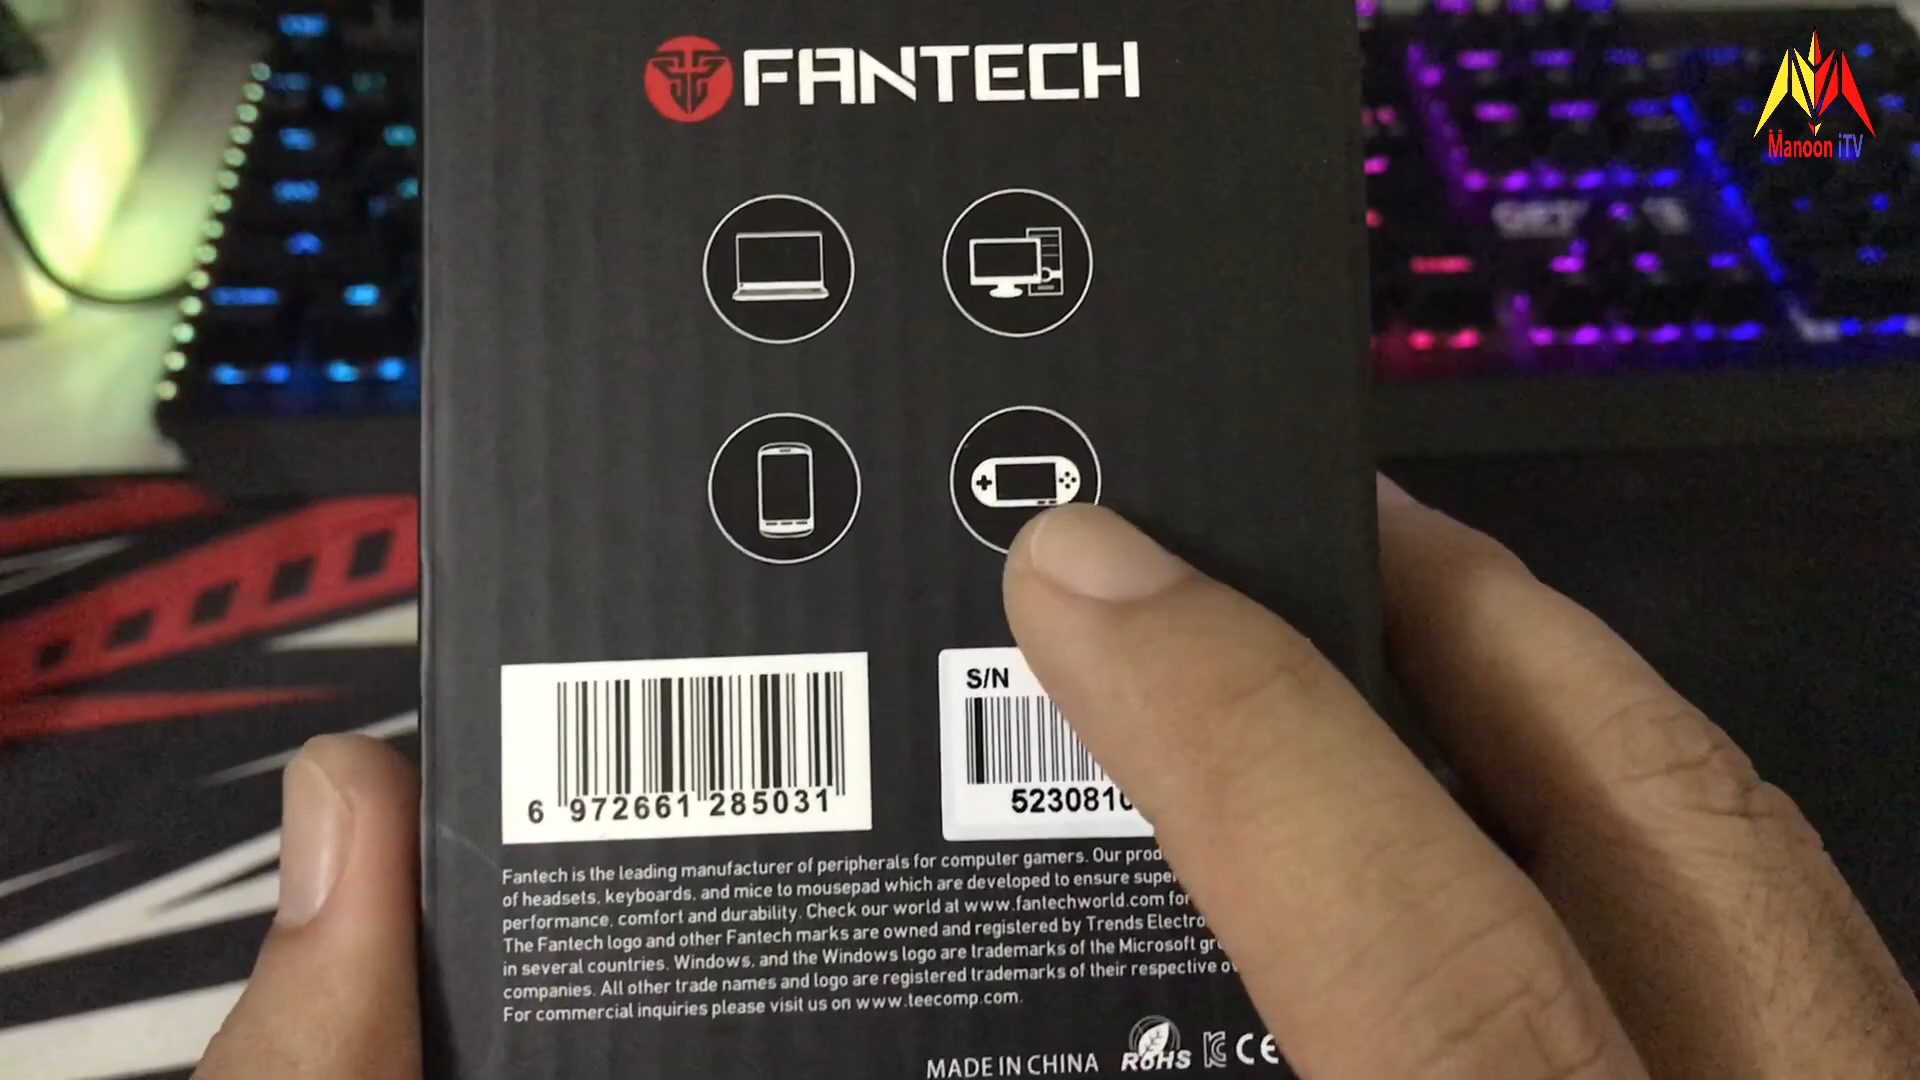 FANTECH
Manoon iTV
S/N
6 972661 285031
523081
Fantech is the leading manufacturer of peripherals for computer gamers. Our
of headsets, keyboards, and mice to mousepad which are developed to ensure
performance, comfort and durability. Check our world at www.fantechworld.com for
The Fantech logo and other Fantech marks are owned and registered by Trends
in several countries. Windows, and the Windows logo are trademarks of the Microsoft
companies. All other trade names and logo are registered trademarks of their respective
For commercial inquiries please visit us on www.teecomp.com.
MADE IN CHINA RoHS CE